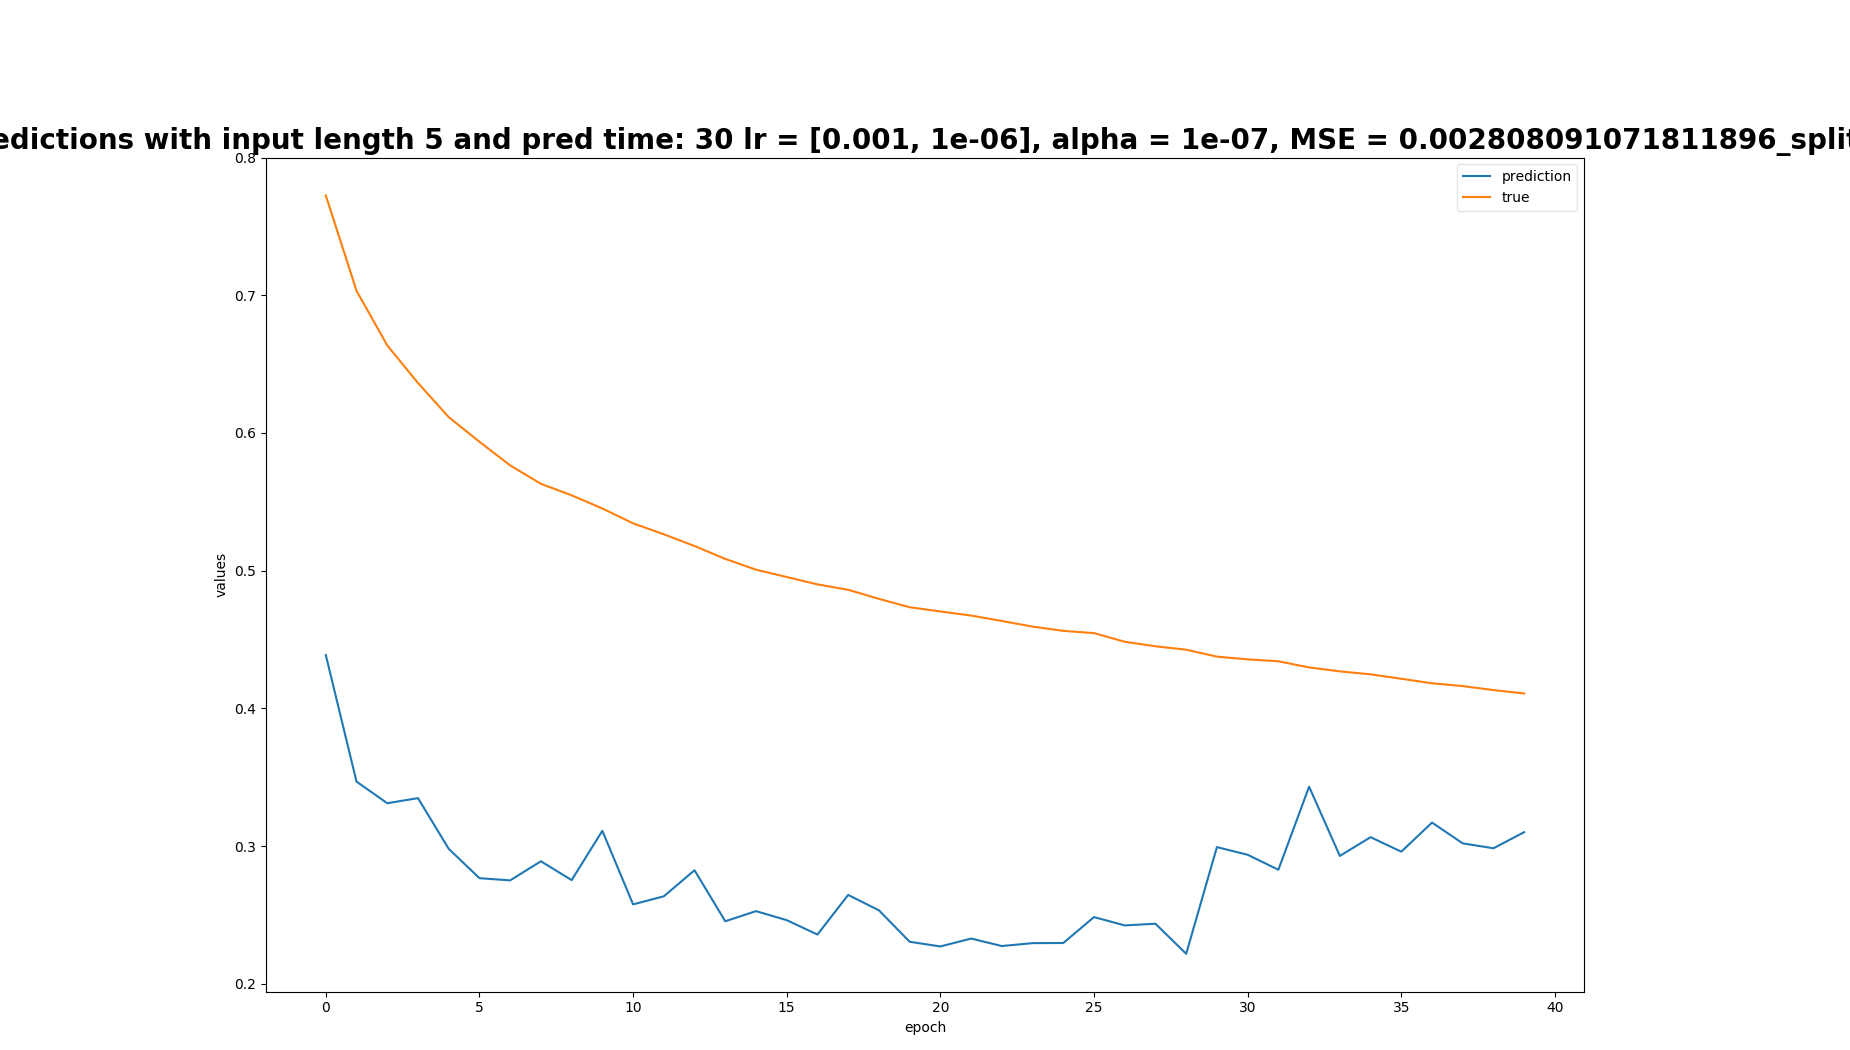 edictions with input length 5 and pred time: 30 lr = [0.001, 1e-06], alpha = 1e-07, MSE = 0.002808091071811896_split
prediction
true
0.8
0.7
0.6
0.5
0.4
0.3
0.2
values
0 5 10 15 20 25 30 35 40
epoch